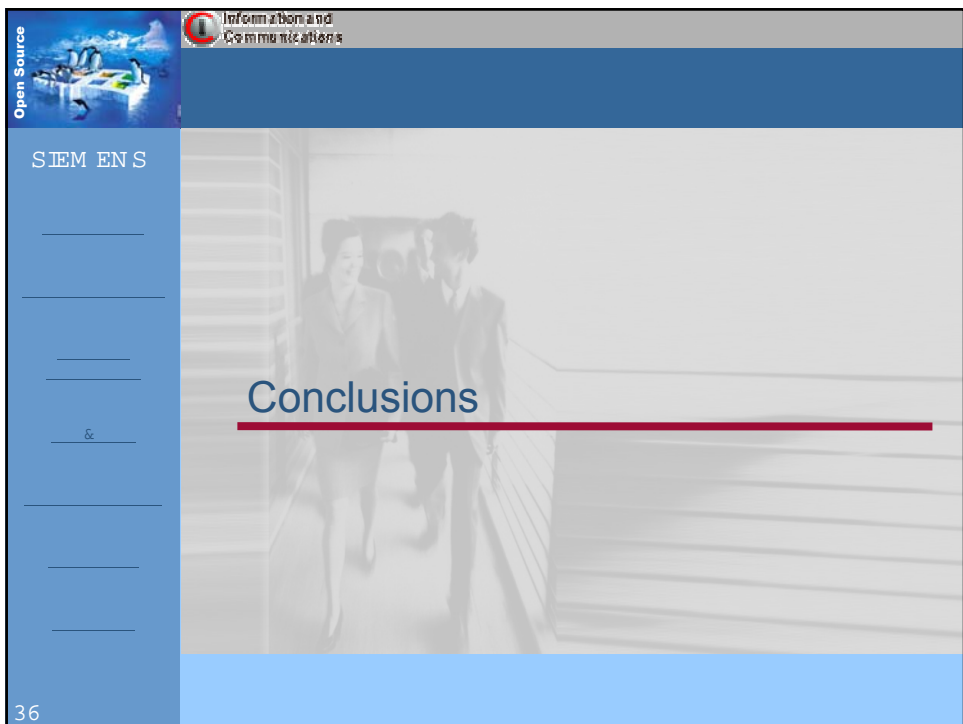 Open Source
Information and
Communications
SIEMENS
&
Conclusions
36